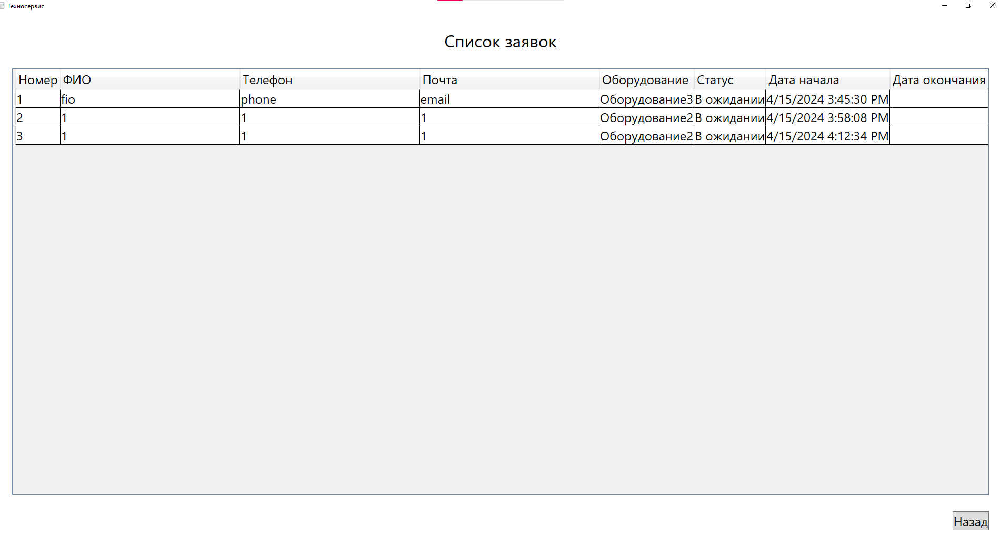 Техносервис
Список заявок
Номер ФИО Телефон Почта Оборудование Статус Дата начала Дата окончания
1 fio phone email Оборудование3 В ожидании 4/15/2024 3:45:30 PM
2 1 1 1 Оборудование2 В ожидании 4/15/2024 3:58:08 PM
3 1 1 1 Оборудование2 В ожидании 4/15/2024 4:12:34 PM
Назад